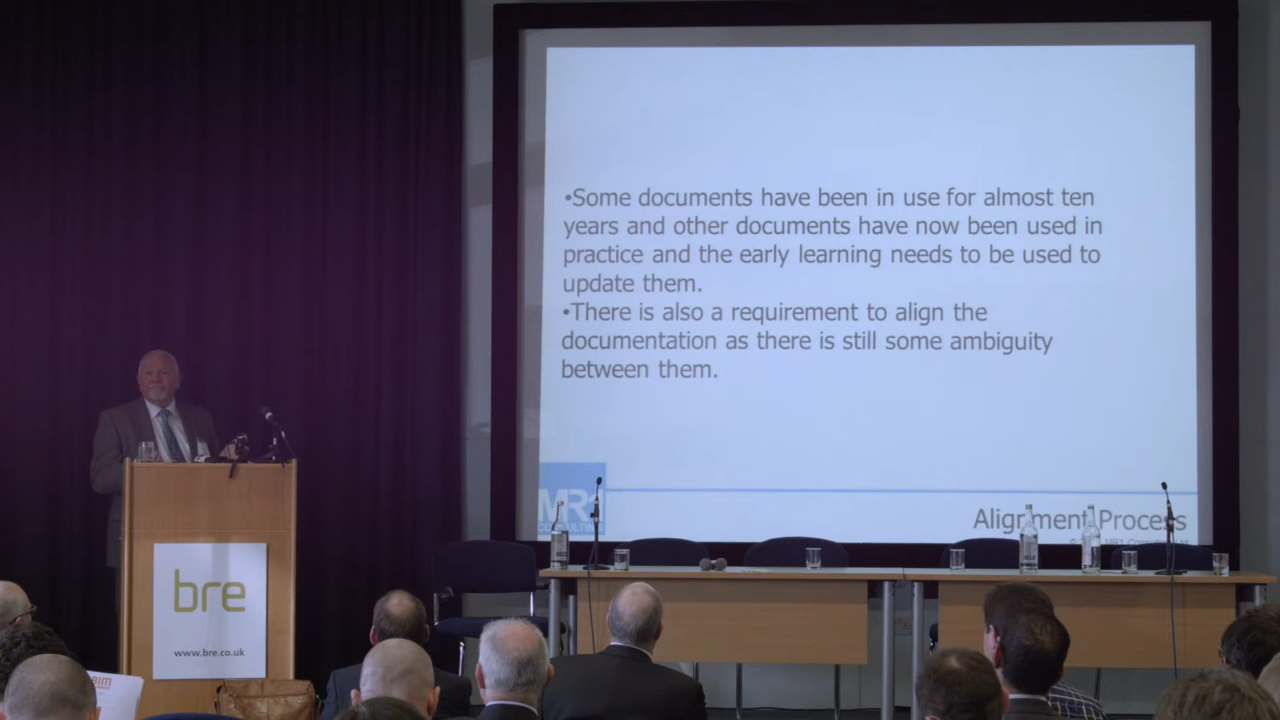 •Some documents have been in use for almost ten
years and other documents have now been used in
practice and the early learning needs to be used to
update them.
•There is also a requirement to align the
documentation as there is still some ambiguity
between them.
MR1
Alignment Process
bre
www.bre.co.uk